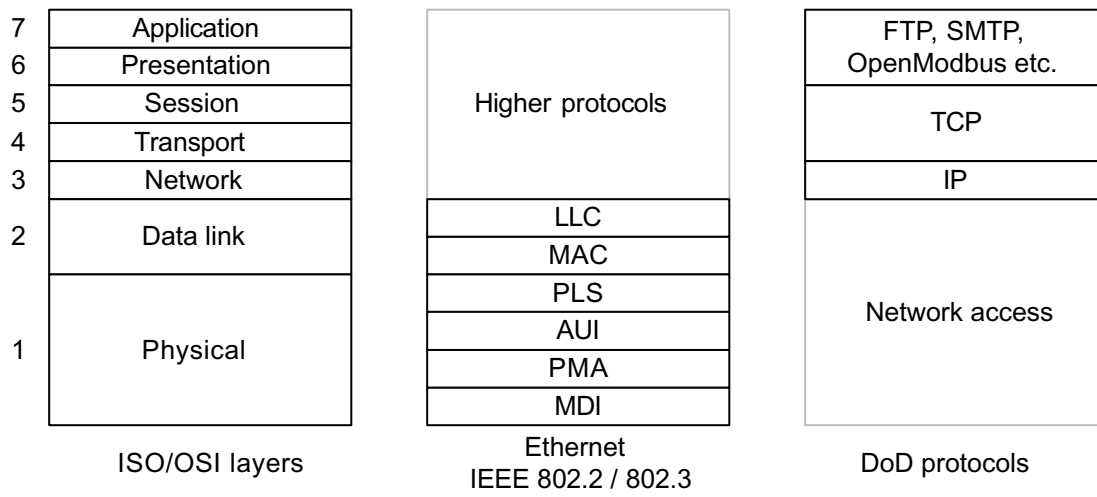 7
Application
6
Presentation
5
Session
4
Transport
3
Network
2
Data link
1
Physical
ISO/OSI layers
Higher protocols
LLC
MAC
PLS
AUI
PMA
MDI
Ethernet
IEEE 802.2 / 802.3
FTP, SMTP,
OpenModbus etc.
TCP
IP
Network access
DoD protocols